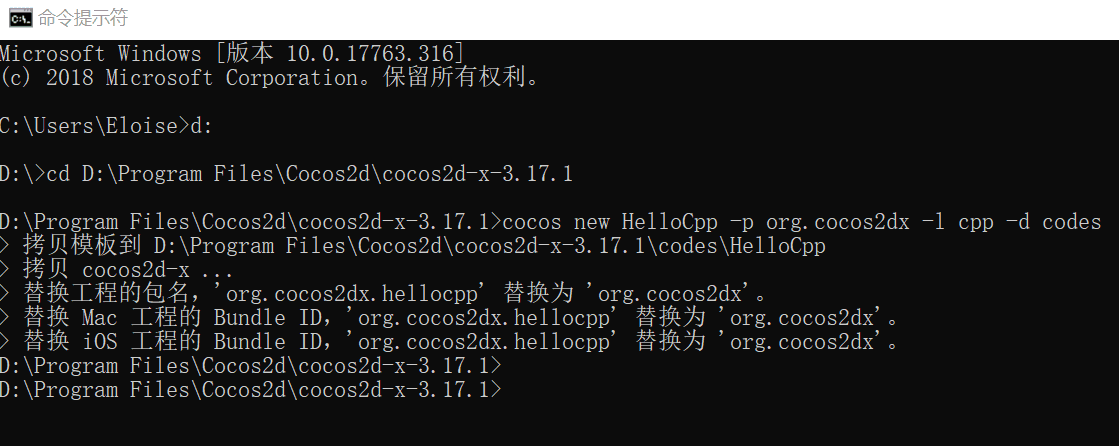 命令提示符
Microsoft Windows [版本 10.0.17763.316]
(c) 2018 Microsoft Corporation。保留所有权利。
C:\Users\Eloise>d:
D:\>cd D:\Program Files\Cocos2d\cocos2d-x-3.17.1
D:\Program Files\Cocos2d\cocos2d-x-3.17.1>cocos new HelloCpp -p org.cocos2dx -l cpp -d codes
> 拷贝模板到 D:\Program Files\Cocos2d\cocos2d-x-3.17.1\codes\HelloCpp
> 拷贝 cocos2d-x ...
> 替换工程的包名，'org.cocos2dx.hellocpp' 替换为 'org.cocos2dx'。
> 替换 Mac 工程的 Bundle ID，'org.cocos2dx.hellocpp' 替换为 'org.cocos2dx'。
> 替换 iOS 工程的 Bundle ID，'org.cocos2dx.hellocpp' 替换为 'org.cocos2dx'。
D:\Program Files\Cocos2d\cocos2d-x-3.17.1>
D:\Program Files\Cocos2d\cocos2d-x-3.17.1>